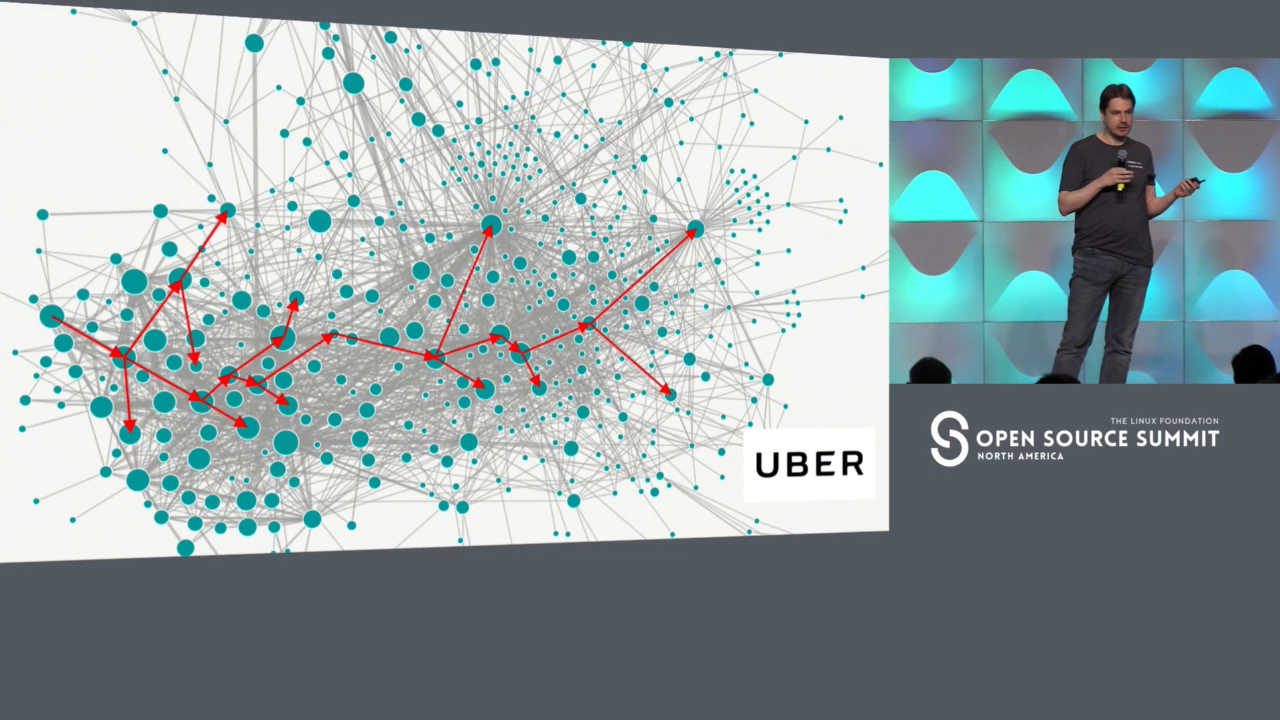 UBER
THE LINUX FOUNDATION
OPEN SOURCE SUMMIT
NORTH AMERICA